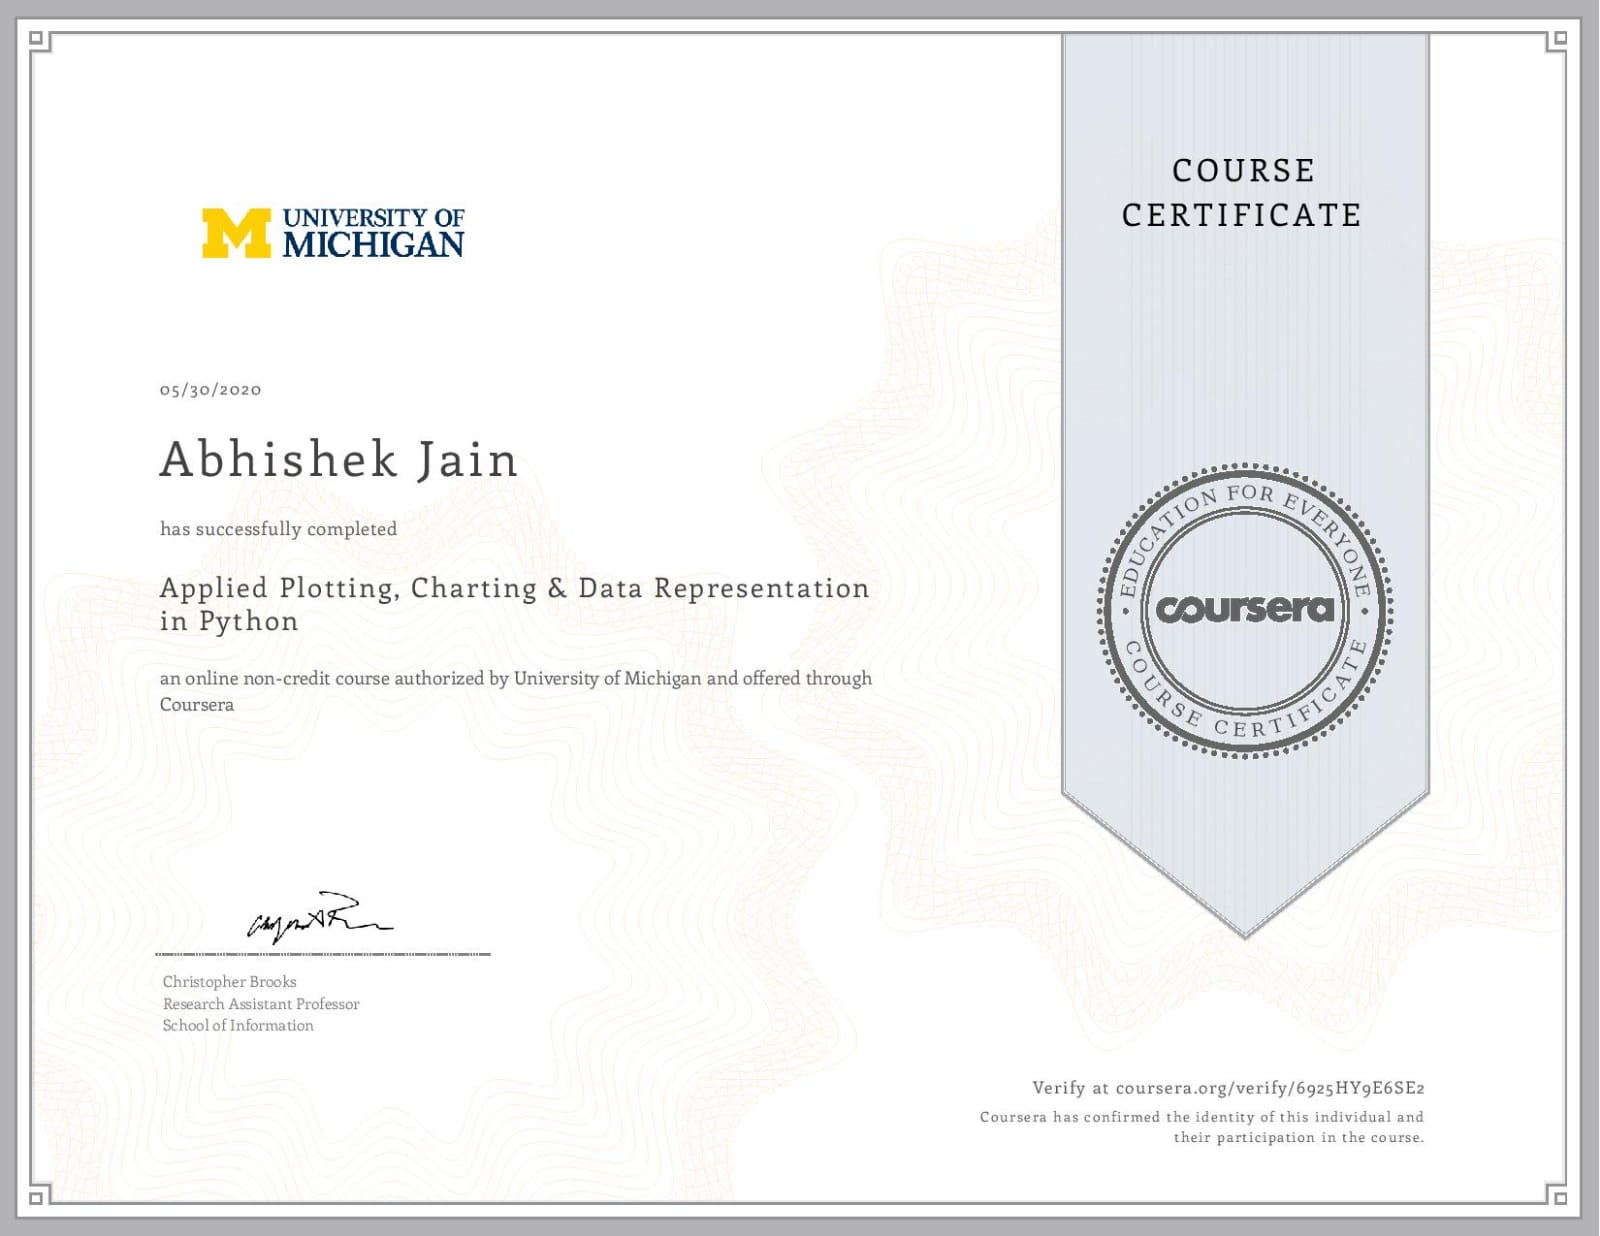 UNIVERSITY OF
MICHIGAN
COURSE
CERTIFICATE
05/30/2020
Abhishek Jain
has successfully completed
Applied Plotting, Charting & Data Representation
in Python
an online non-credit course authorized by University of Michigan and offered through
Coursera
EDUCATION FOR EVERYONE
coursera
COURSE CERTIFICATE
Christopher Brooks
Research Assistant Professor
School of Information
Verify at coursera.org/verify/6925HY9E6SE2
Coursera has confirmed the identity of this individual and
their participation in the course.